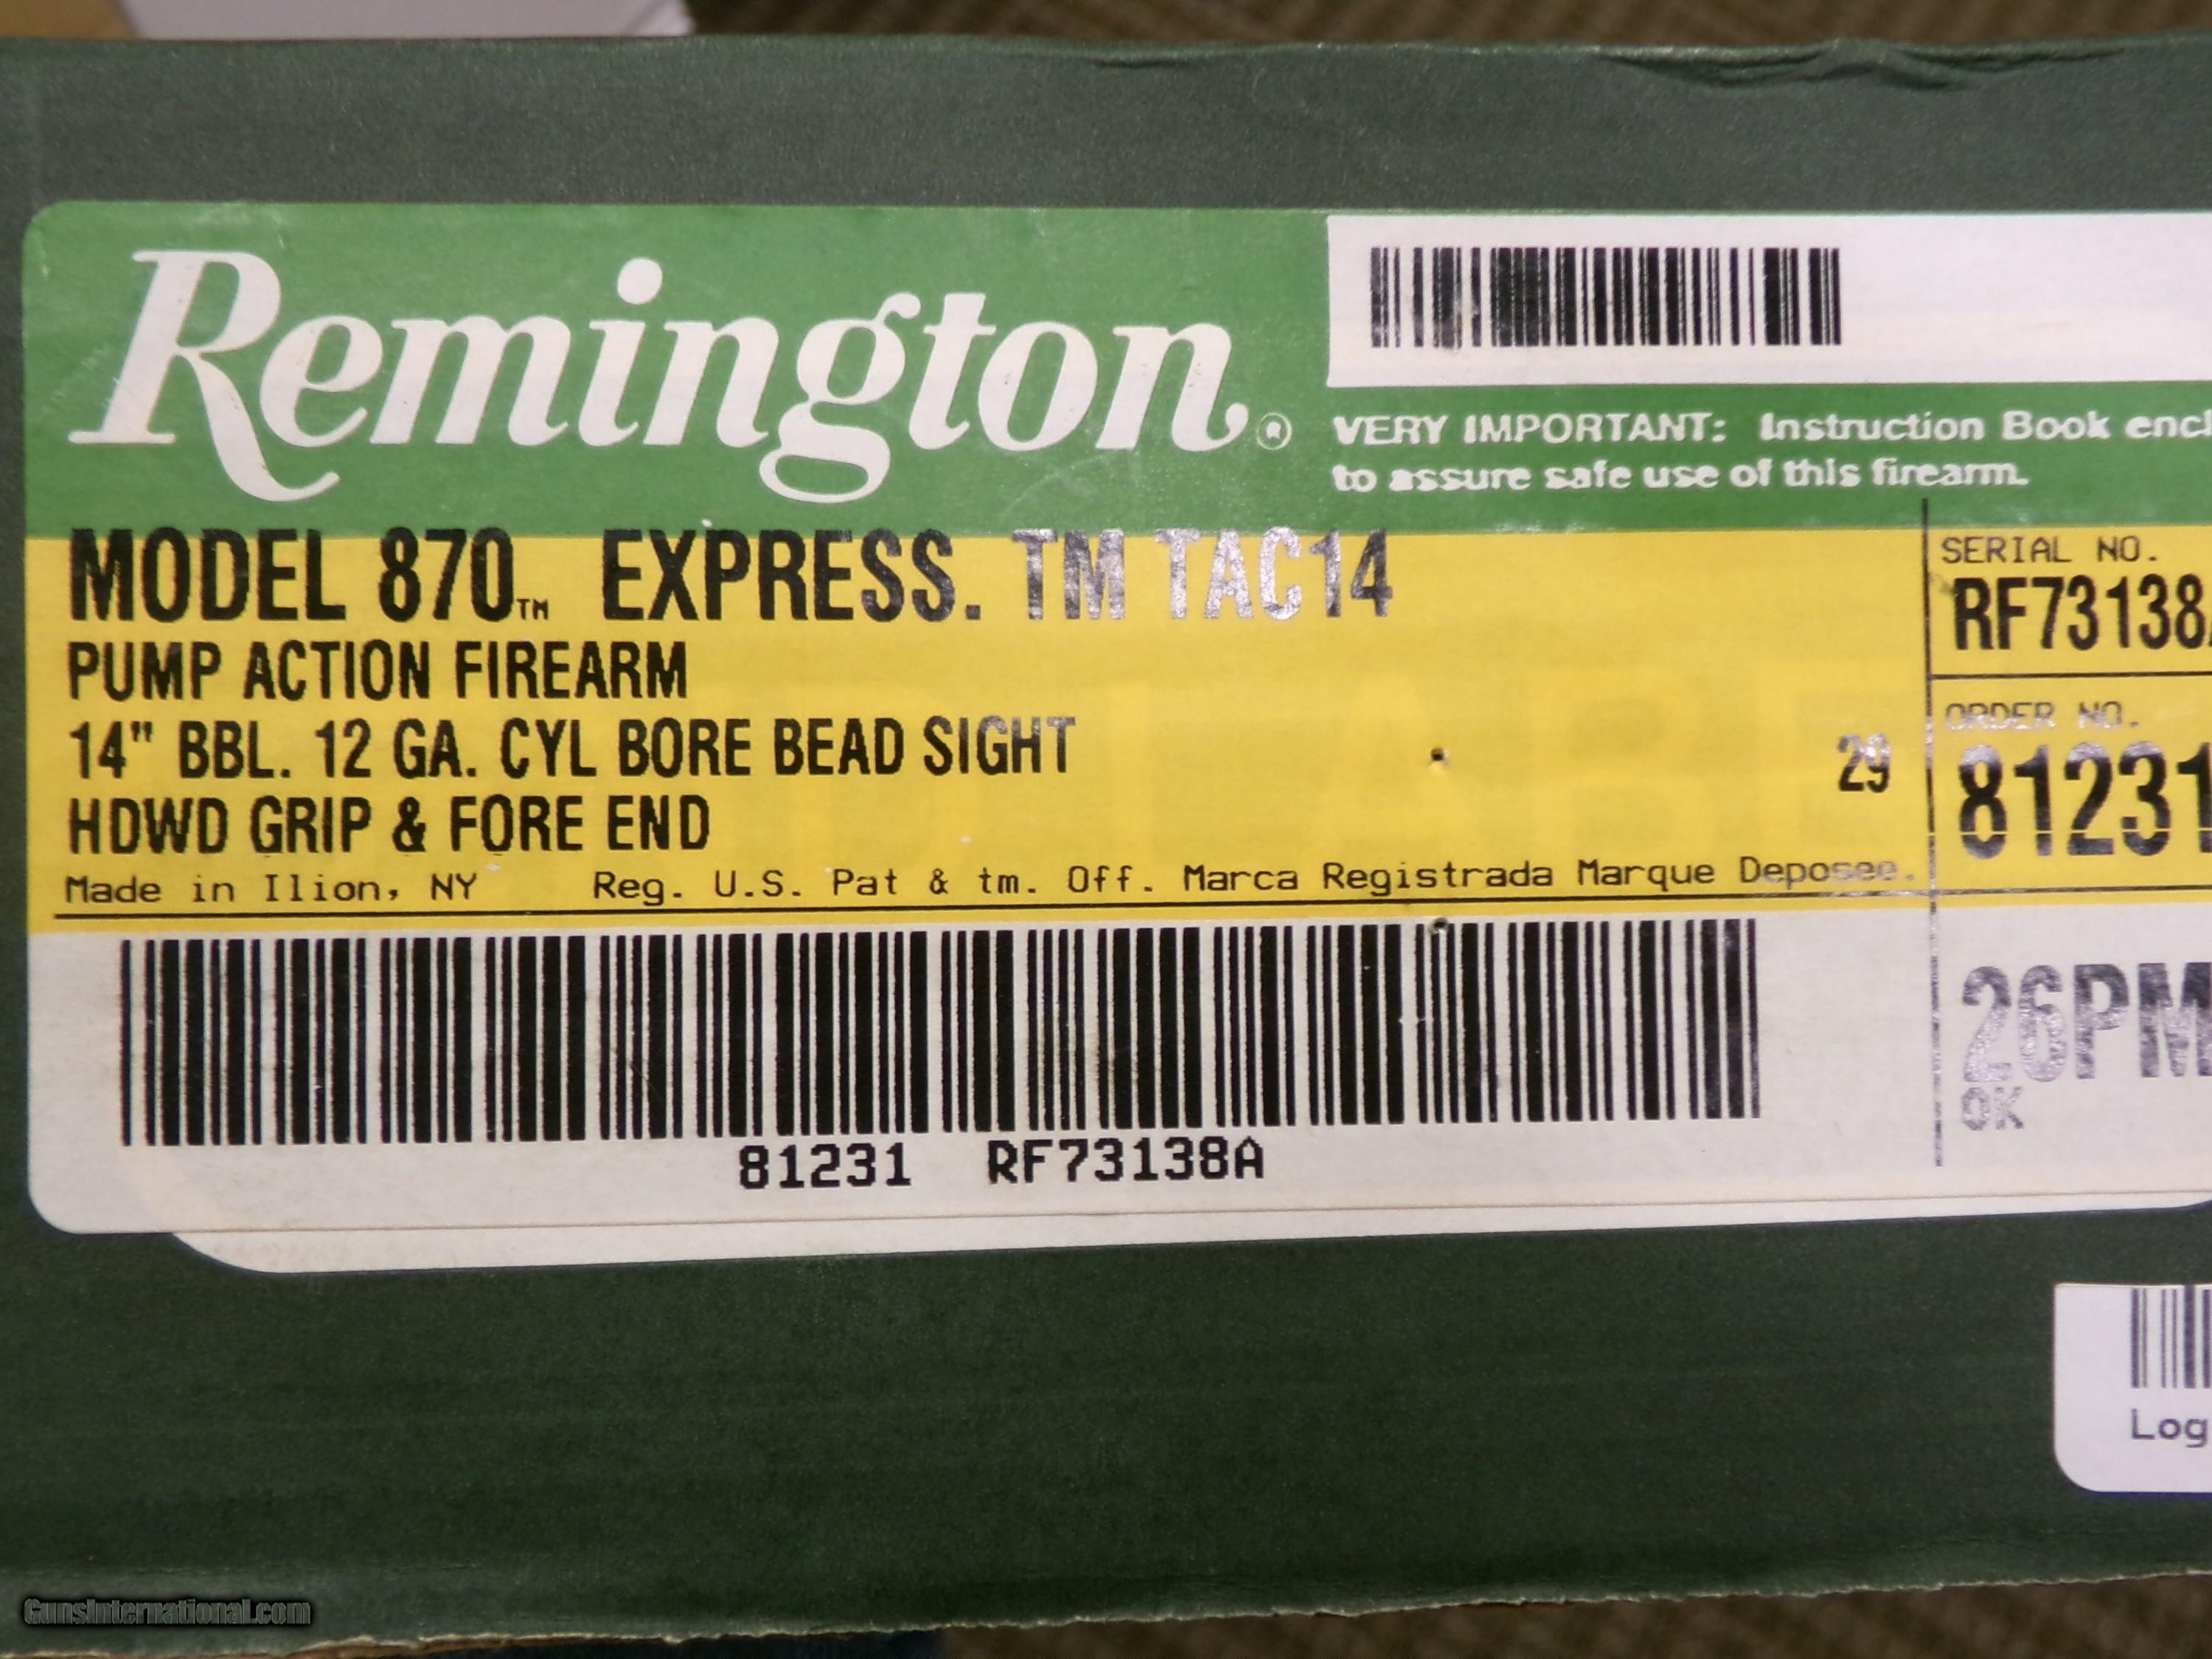 Remington®
VERY IMPORTANT: Instruction Book encl
to assure safe use of this firearm.
MODEL 870™ EXPRESS. TM TAC14
PUMP ACTION FIREARM
14" BBL. 12 GA. CYL BORE BEAD SIGHT
29
HDWD GRIP & FORE END
Made in Ilion, NY Reg. U.S. Pat & tm. Off. Marca Registrada Marque Deposee.
SERIAL NO.
RF73138A
ORDER NO.
81231
26PM
OK
81231 RF73138A
Log
GunsInternational.com